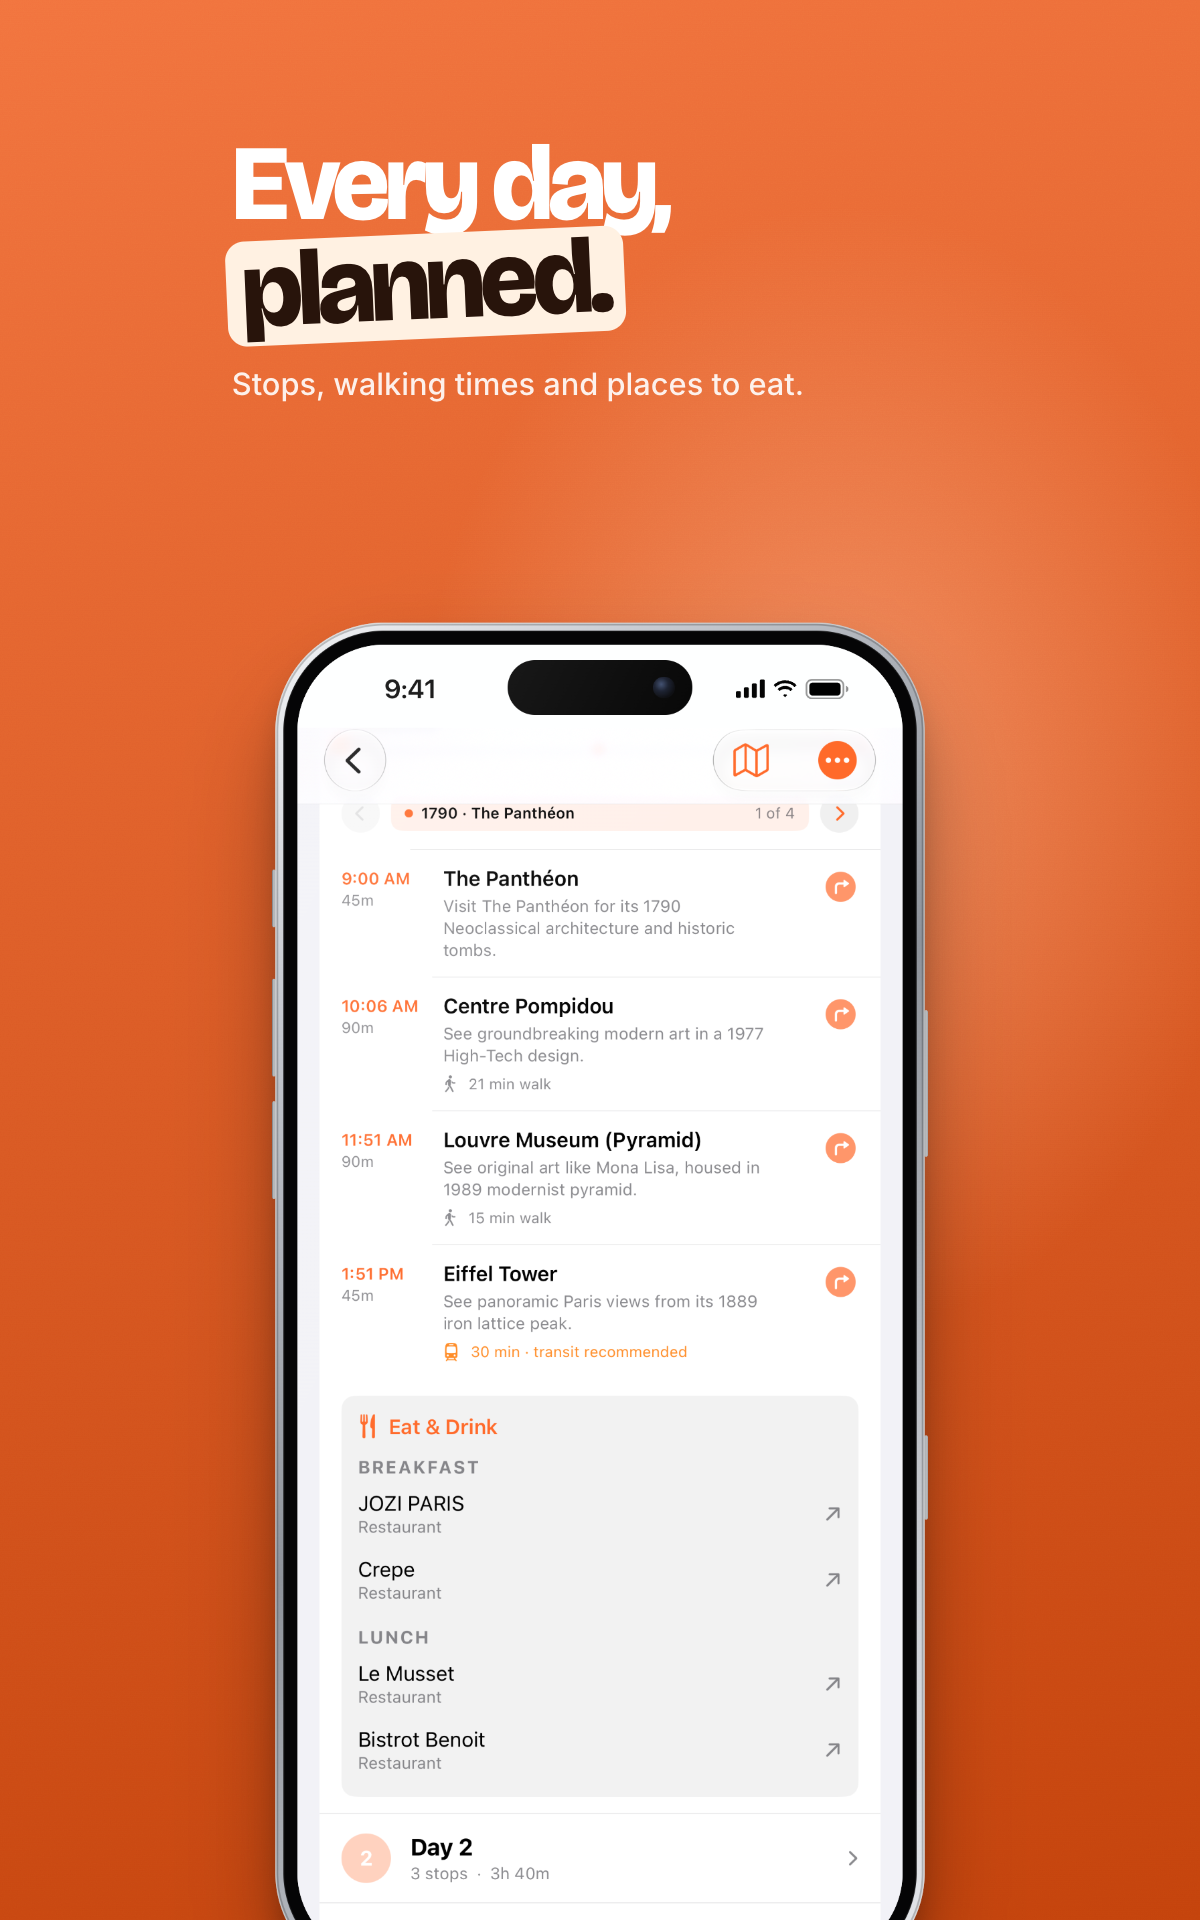 Every day,
planned.
Stops, walking times and places to eat.
9:41
1790 · The Panthéon 1 of 4
9:00 AM The Panthéon
45m Visit The Panthéon for its 1790
Neoclassical architecture and historic
tombs.
10:06 AM Centre Pompidou
90m See groundbreaking modern art in a 1977
High-Tech design.
21 min walk
11:51 AM Louvre Museum (Pyramid)
90m See original art like Mona Lisa, housed in
1989 modernist pyramid.
15 min walk
1:51 PM Eiffel Tower
45m See panoramic Paris views from its 1889
iron lattice peak.
30 min · transit recommended
Eat & Drink
BREAKFAST
JOZI PARIS
Restaurant
Crepe
Restaurant
LUNCH
Le Musset
Restaurant
Bistrot Benoit
Restaurant
2 Day 2
3 stops · 3h 40m